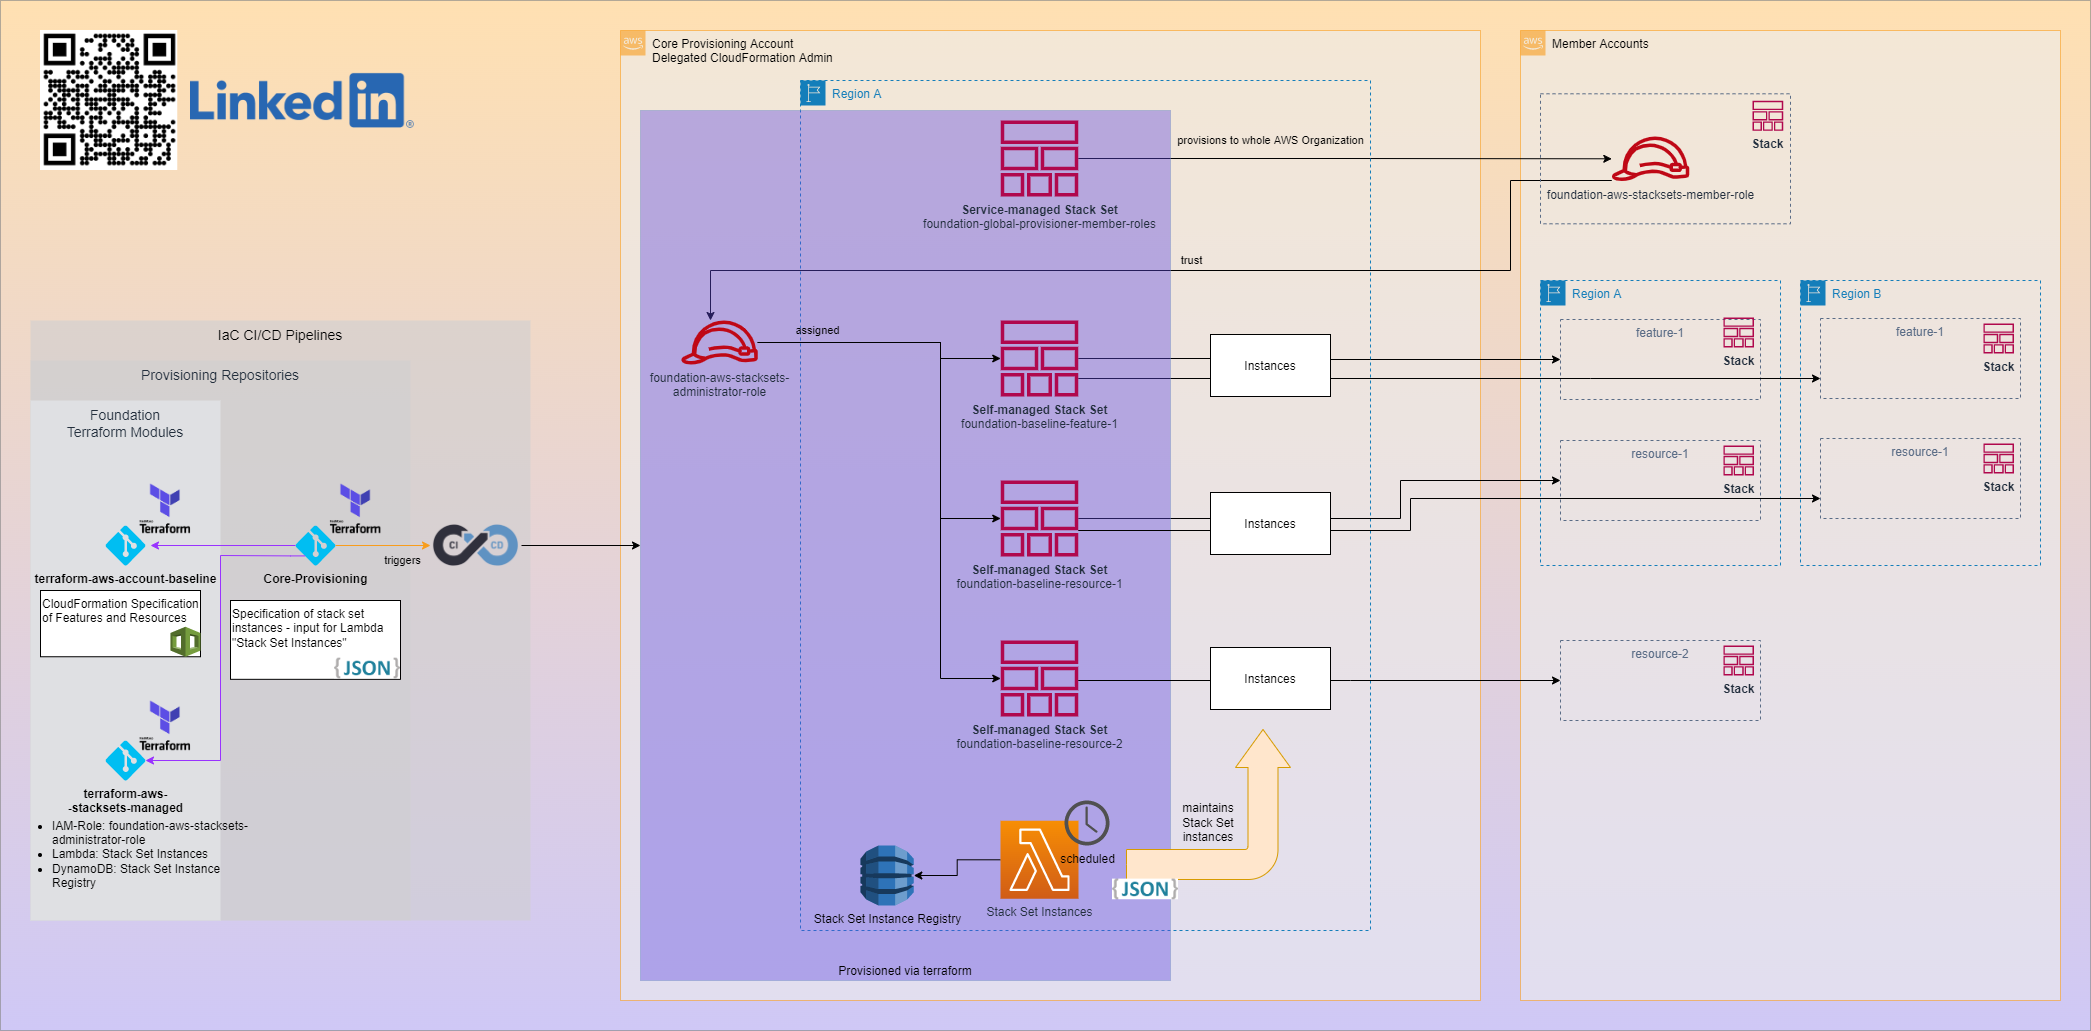 Linked in ®
IaC CI/CD Pipelines
Provisioning Repositories
Foundation
Terraform Modules
Terraform
terraform-aws-account-baseline
CloudFormation Specification
of Features and Resources
Terraform
Core-Provisioning
Specification of stack set
instances - input for Lambda
"Stack Set Instances"
{JSON}
triggers
CI CD
Terraform
terraform-aws-
-stacksets-managed
• IAM-Role: foundation-aws-stacksets-
administrator-role
• Lambda: Stack Set Instances
• DynamoDB: Stack Set Instance
Registry
aws
Core Provisioning Account
Delegated CloudFormation Admin
Region A
Service-managed Stack Set
foundation-global-provisioner-member-roles
provisions to whole AWS Organization
trust
assigned
foundation-aws-stacksets-
administrator-role
Self-managed Stack Set
foundation-baseline-feature-1
Instances
Self-managed Stack Set
foundation-baseline-resource-1
Instances
Self-managed Stack Set
foundation-baseline-resource-2
Instances
maintains
Stack Set
instances
scheduled
{JSON}
Stack Set Instance Registry
Stack Set Instances
Provisioned via terraform
aws
Member Accounts
Stack
foundation-aws-stacksets-member-role
Region A
feature-1
Stack
resource-1
Stack
Region B
feature-1
Stack
resource-1
Stack
resource-2
Stack